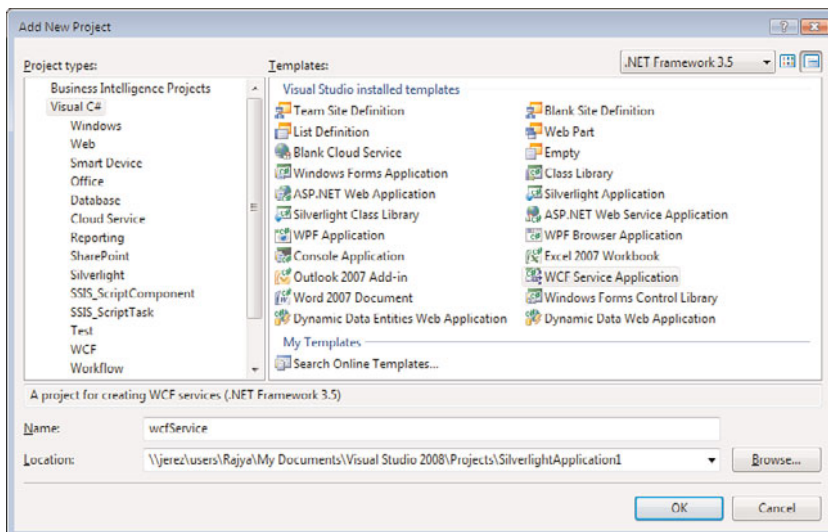 Add New Project
Project types:
Templates:
.NET Framework 3.5
Business Intelligence Projects
Visual C#
Windows
Web
Smart Device
Office
Database
Cloud Service
Reporting
SharePoint
Silverlight
SSIS_ScriptComponent
SSIS_ScriptTask
Test
WCF
Workflow
Visual Studio installed templates
Team Site Definition
Blank Site Definition
List Definition
Web Part
Blank Cloud Service
Empty
Windows Forms Application
Class Library
ASP.NET Web Application
Silverlight Application
Silverlight Class Library
ASP.NET Web Service Application
WPF Application
WPF Browser Application
Console Application
Excel 2007 Workbook
Outlook 2007 Add-in
WCF Service Application
Word 2007 Document
Windows Forms Control Library
Dynamic Data Entities Web Application
Dynamic Data Web Application
My Templates
Search Online Templates...
A project for creating WCF services (.NET Framework 3.5)
Name:
wcfService
Location:
\\jerez\users\Rajya\My Documents\Visual Studio 2008\Projects\SilverlightApplication1
Browse...
OK
Cancel